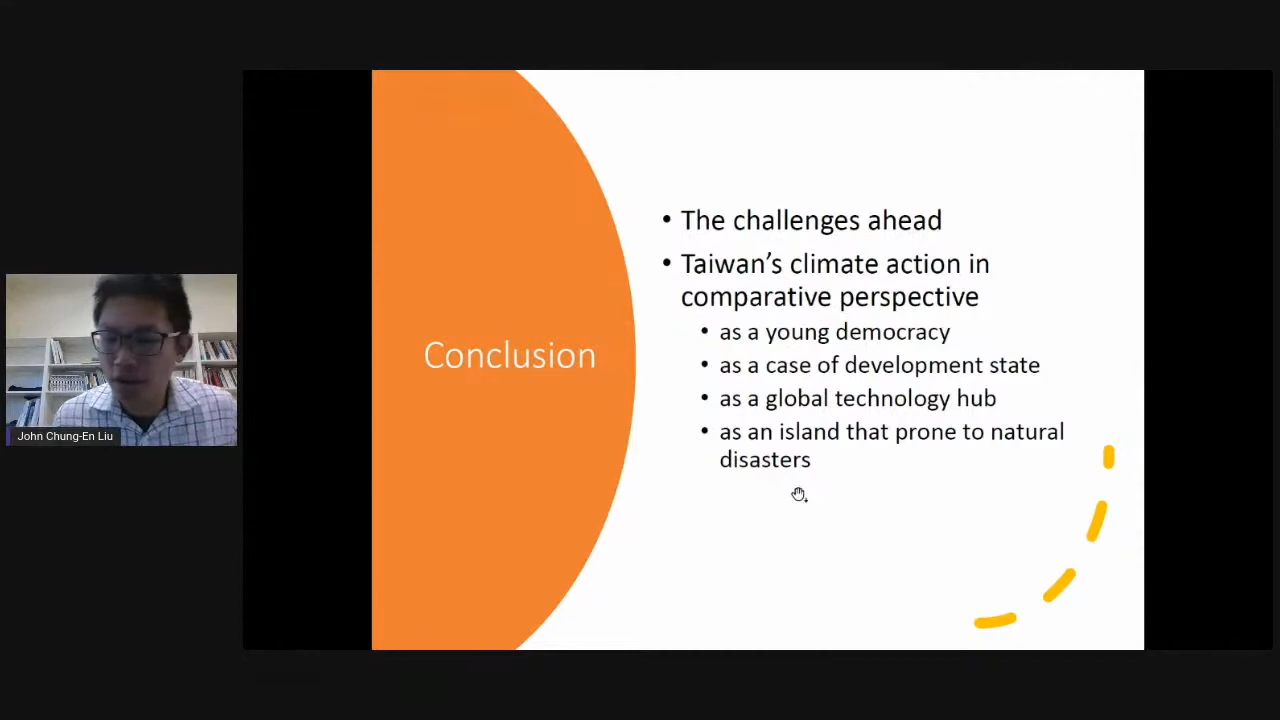 Conclusion
• The challenges ahead
• Taiwan’s climate action in
comparative perspective
• as a young democracy
• as a case of development state
• as a global technology hub
• as an island that prone to natural
disasters
John Chung-En Liu